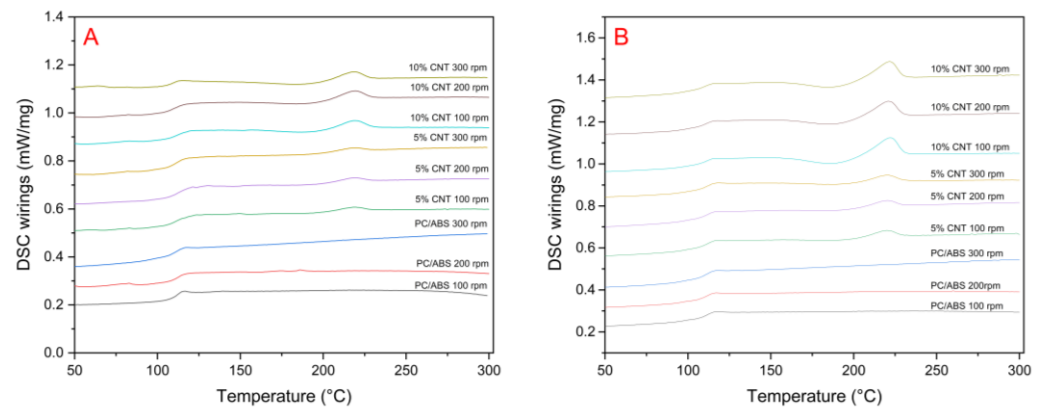 A
1.4
1.2
1.0
0.8
0.6
0.4
0.2
0.0
DSC wirings (mW/mg)
10% CNT 300 rpm
10% CNT 200 rpm
10% CNT 100 rpm
5% CNT 300 rpm
5% CNT 200 rpm
5% CNT 100 rpm
PC/ABS 300 rpm
PC/ABS 200 rpm
PC/ABS 100 rpm
50 100 150 200 250 300
Temperature (°C)
B
1.6
1.4
1.2
1.0
0.8
0.6
0.4
0.2
DSC wirings (mW/mg)
10% CNT 300 rpm
10% CNT 200 rpm
10% CNT 100 rpm
5% CNT 300 rpm
5% CNT 200 rpm
5% CNT 100 rpm
PC/ABS 300 rpm
PC/ABS 200rpm
PC/ABS 100 rpm
50 100 150 200 250 300
Temperature (°C)